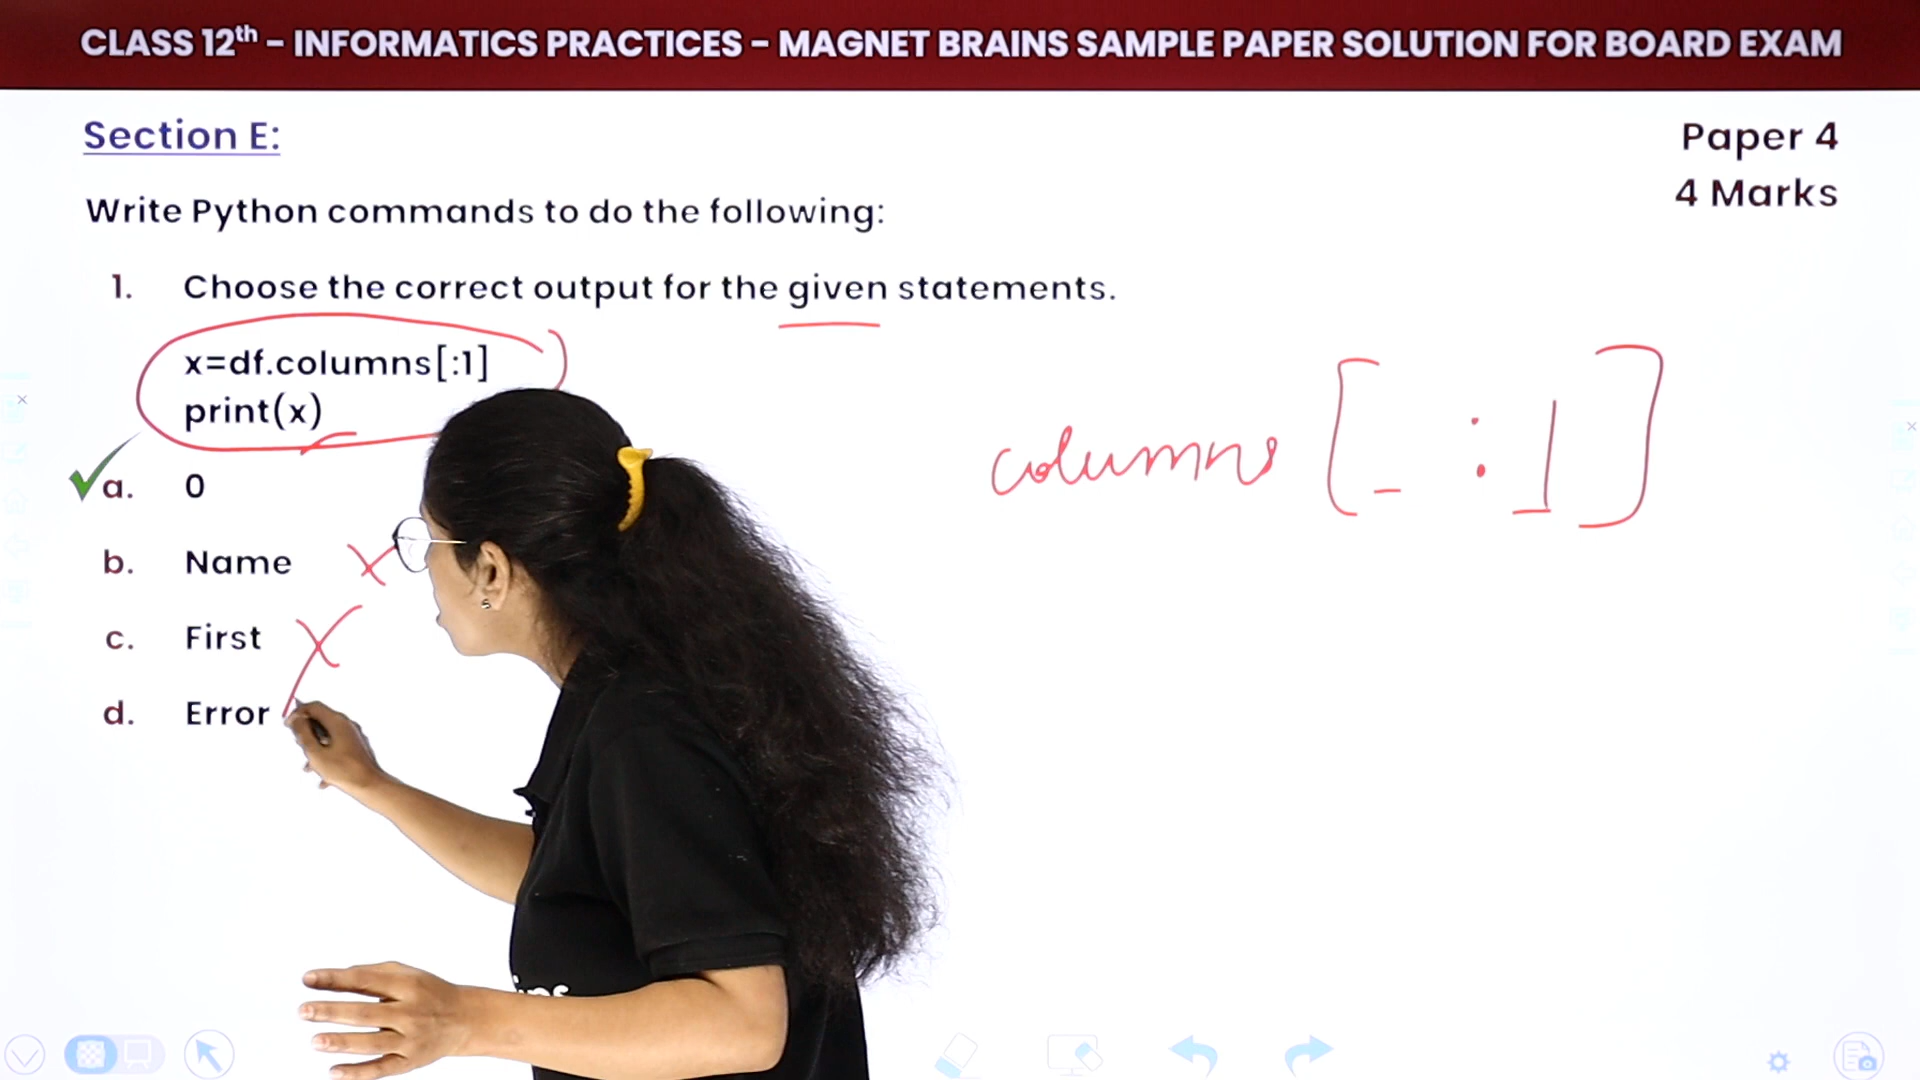 CLASS 12th – INFORMATICS PRACTICES – MAGNET BRAINS SAMPLE PAPER SOLUTION FOR BOARD EXAM
Section E:
Paper 4
4 Marks
Write Python commands to do the following:
1. Choose the correct output for the given statements.
x=df.columns[:1]
print(x)
columns [ _ : 1 ]
a. 0
b. Name
c. First
d. Error